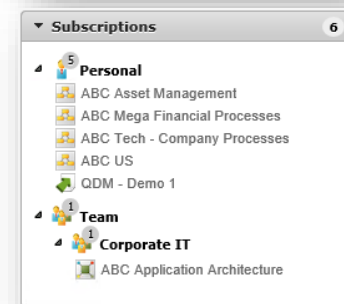 Subscriptions 6
5 Personal
ABC Asset Management
ABC Mega Financial Processes
ABC Tech - Company Processes
ABC US
QDM - Demo 1
1 Team
1 Corporate IT
ABC Application Architecture